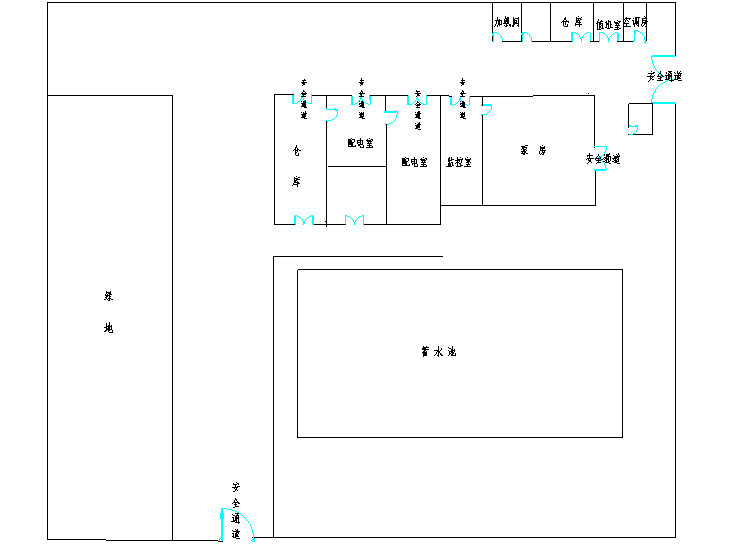 加氯间
仓库
值班室
空调房
安全通道
安全通道
安全通道
安全通道
安全通道
仓库
配电室
配电室
监控室
泵房
安全通道
绿地
蓄水池
安全通道